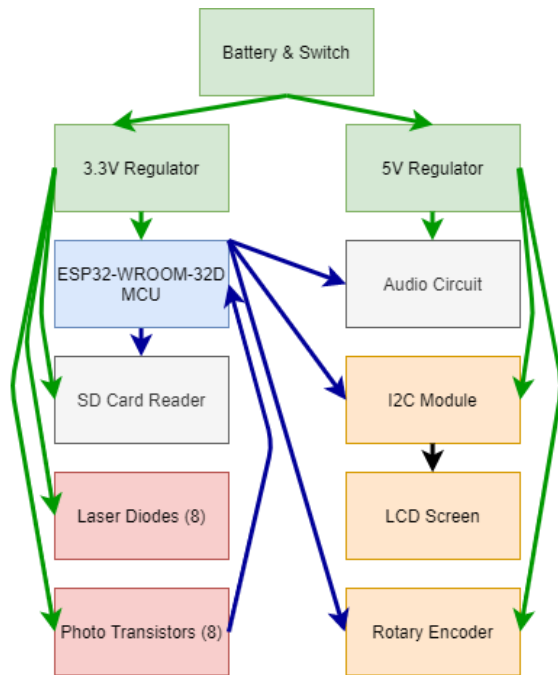 Battery & Switch
3.3V Regulator
5V Regulator
ESP32-WROOM-32D
MCU
Audio Circuit
SD Card Reader
I2C Module
Laser Diodes (8)
LCD Screen
Photo Transistors (8)
Rotary Encoder